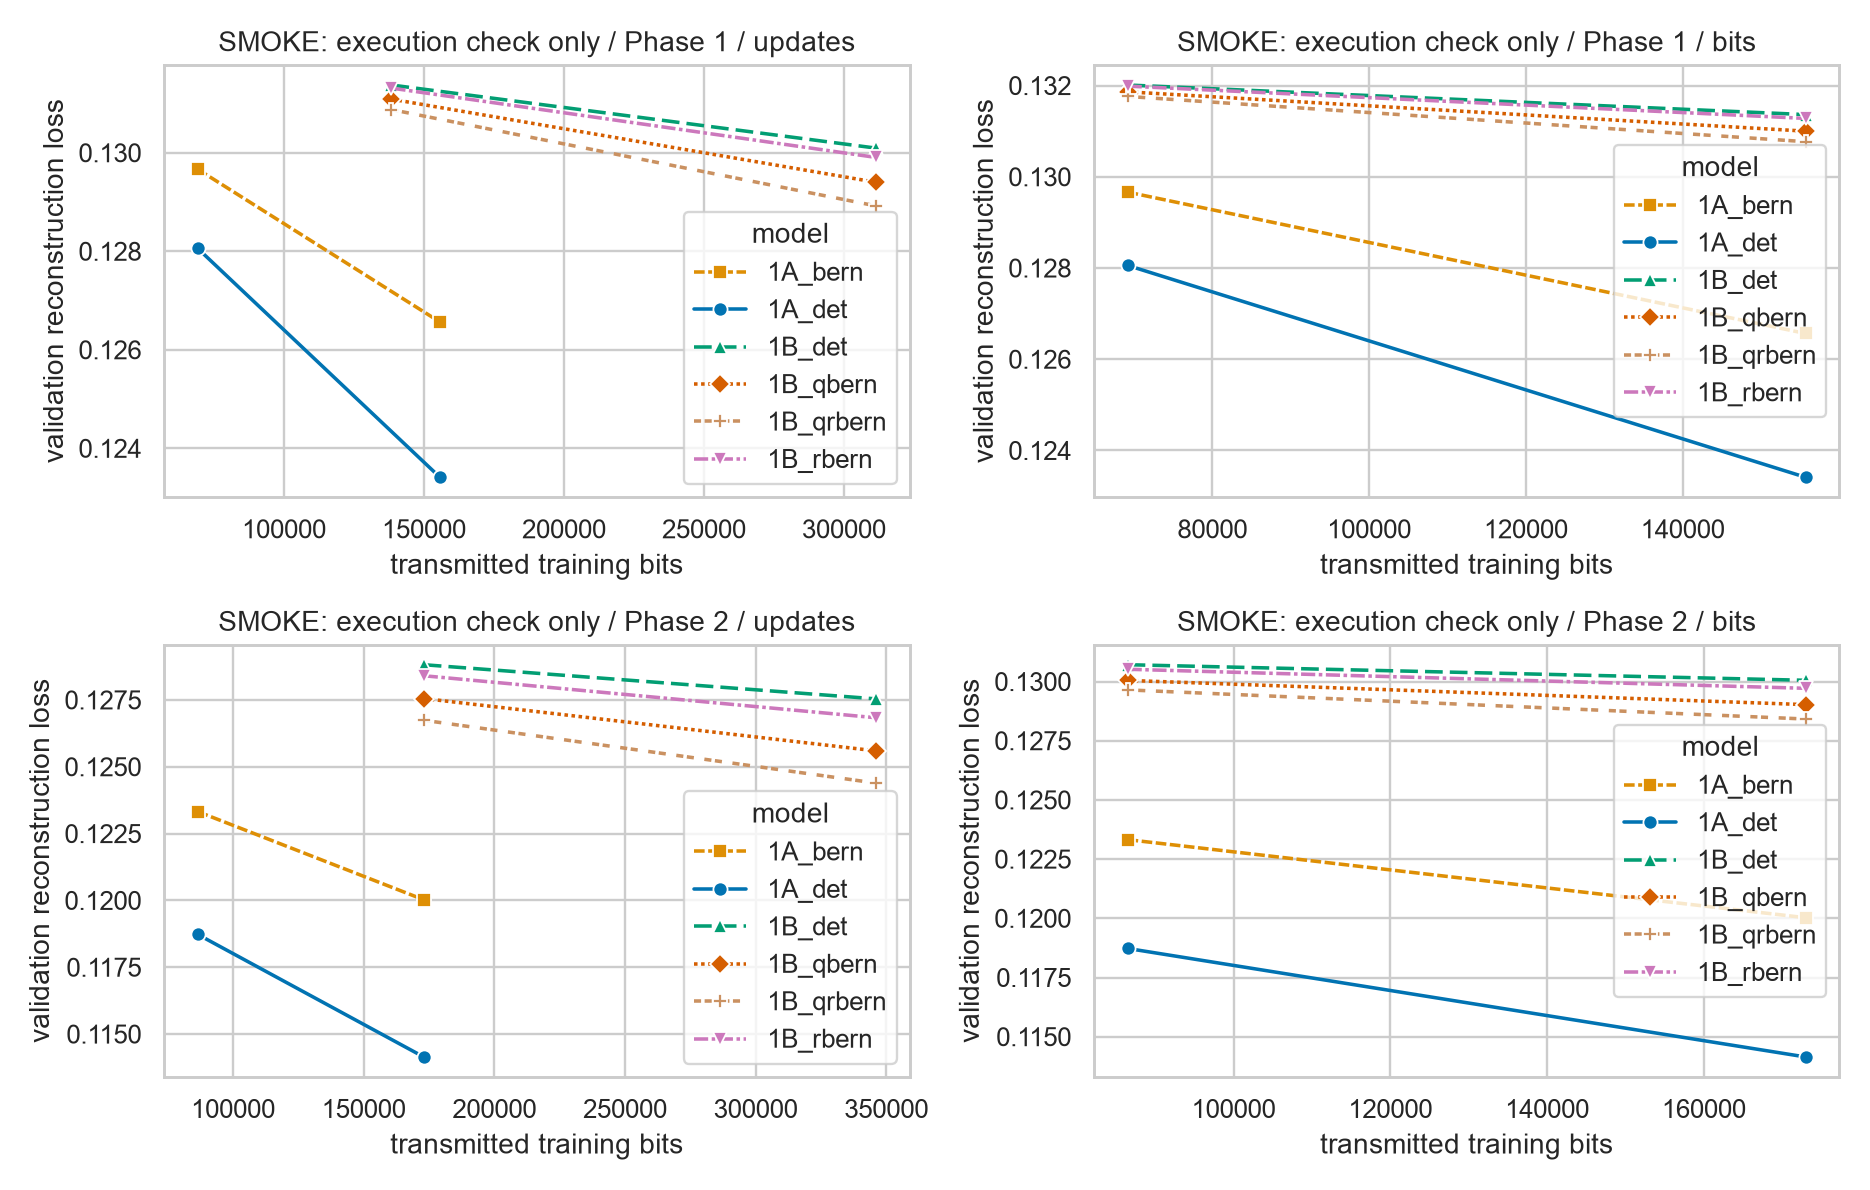 SMOKE: execution check only / Phase 1 / updates
validation reconstruction loss
0.130
0.128
0.126
0.124
model
1A_bern
1A_det
1B_det
1B_qbern
1B_qrbern
1B_rbern
100000 150000 200000 250000 300000
transmitted training bits
SMOKE: execution check only / Phase 1 / bits
validation reconstruction loss
0.132
0.130
0.128
0.126
0.124
model
1A_bern
1A_det
1B_det
1B_qbern
1B_qrbern
1B_rbern
80000 100000 120000 140000
transmitted training bits
SMOKE: execution check only / Phase 2 / updates
validation reconstruction loss
0.1275
0.1250
0.1225
0.1200
0.1175
0.1150
model
1A_bern
1A_det
1B_det
1B_qbern
1B_qrbern
1B_rbern
100000 150000 200000 250000 300000 350000
transmitted training bits
SMOKE: execution check only / Phase 2 / bits
validation reconstruction loss
0.1300
0.1275
0.1250
0.1225
0.1200
0.1175
0.1150
model
1A_bern
1A_det
1B_det
1B_qbern
1B_qrbern
1B_rbern
100000 120000 140000 160000
transmitted training bits